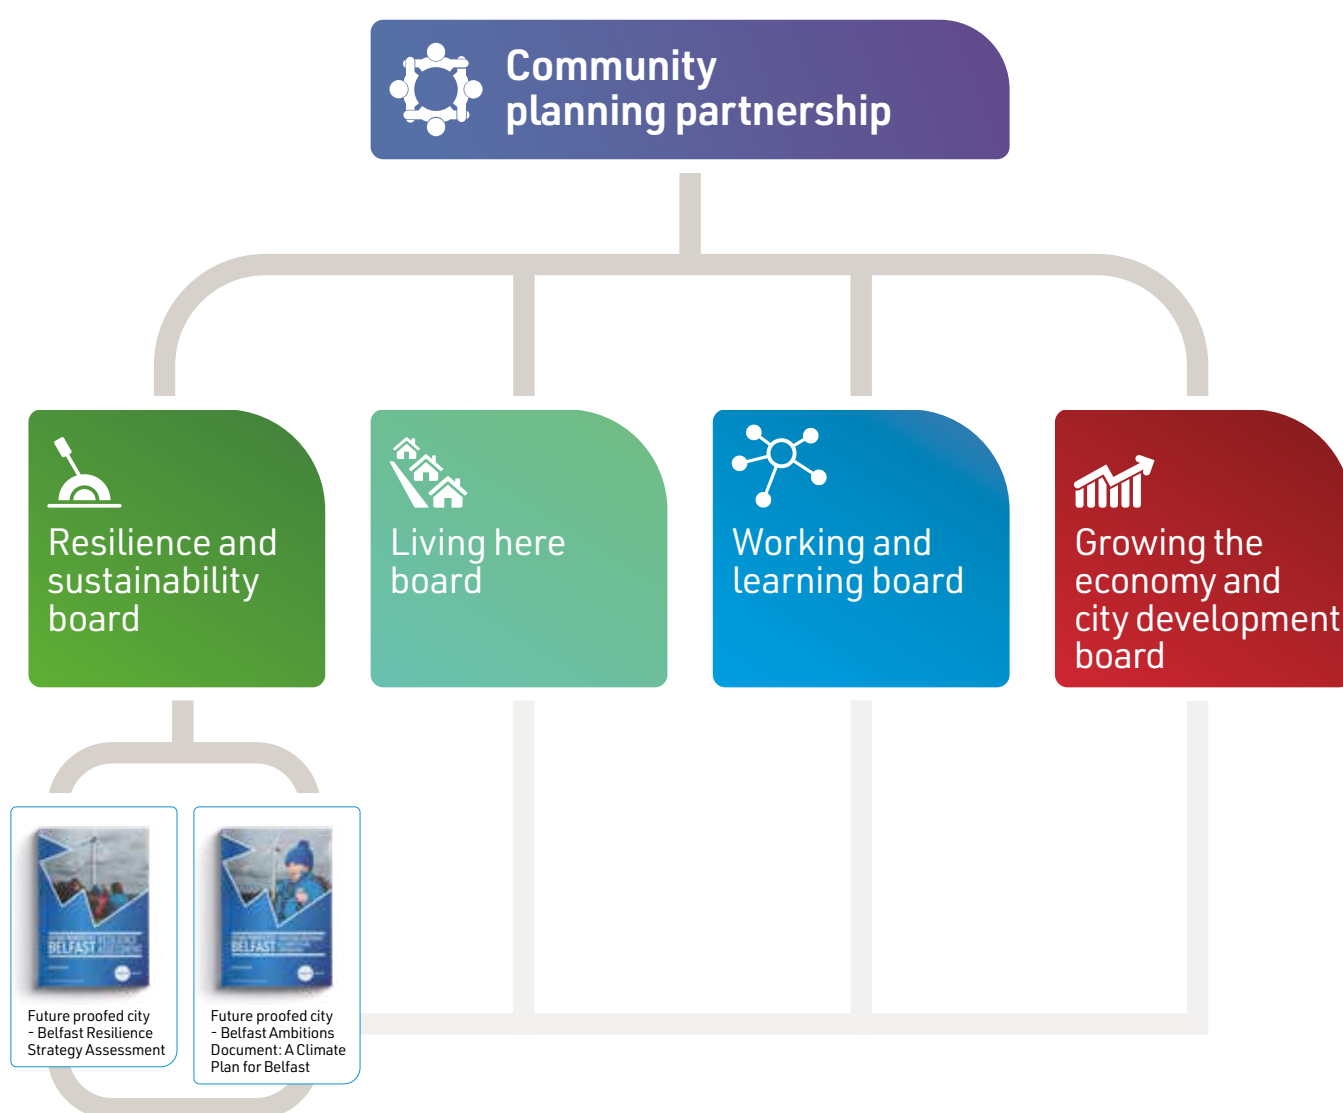 Community
planning partnership
Resilience and
sustainability
board
Living here
board
Working and
learning board
Growing the
economy and
city development
board
BELFAST
BELFAST
Future proofed city
- Belfast Resilience
Strategy Assessment
Future proofed city
- Belfast Ambitions
Document: A Climate
Plan for Belfast